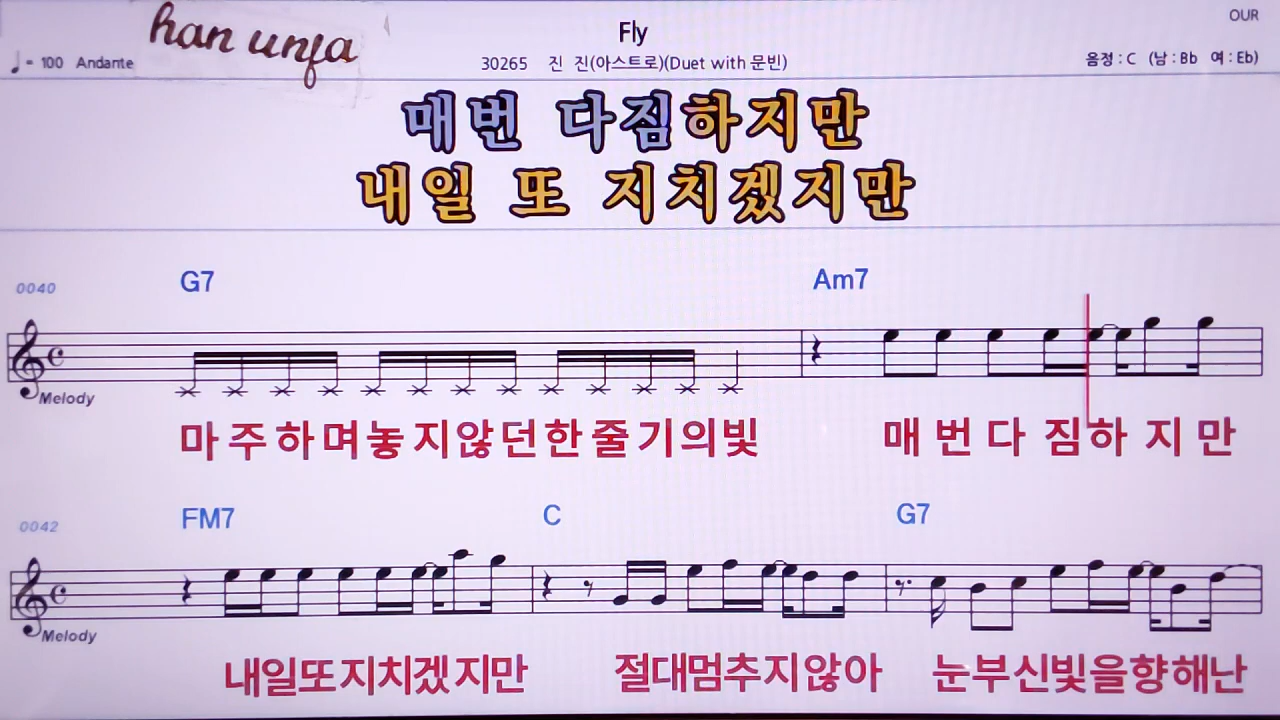 han unja
Fly
OUR
♩= 100 Andante
30265 진 진(아스트로)(Duet with 문빈)
음정 : C (남 : Bb 여 : Eb)
매번 다짐하지만
내일 또 지치겠지만
0040 G7 Am7
Melody
마주하며놓지않던한줄기의빛 매번다짐하지만
0042 FM7 C G7
Melody
내일또지치겠지만 절대멈추지않아 눈부신빛을향해난